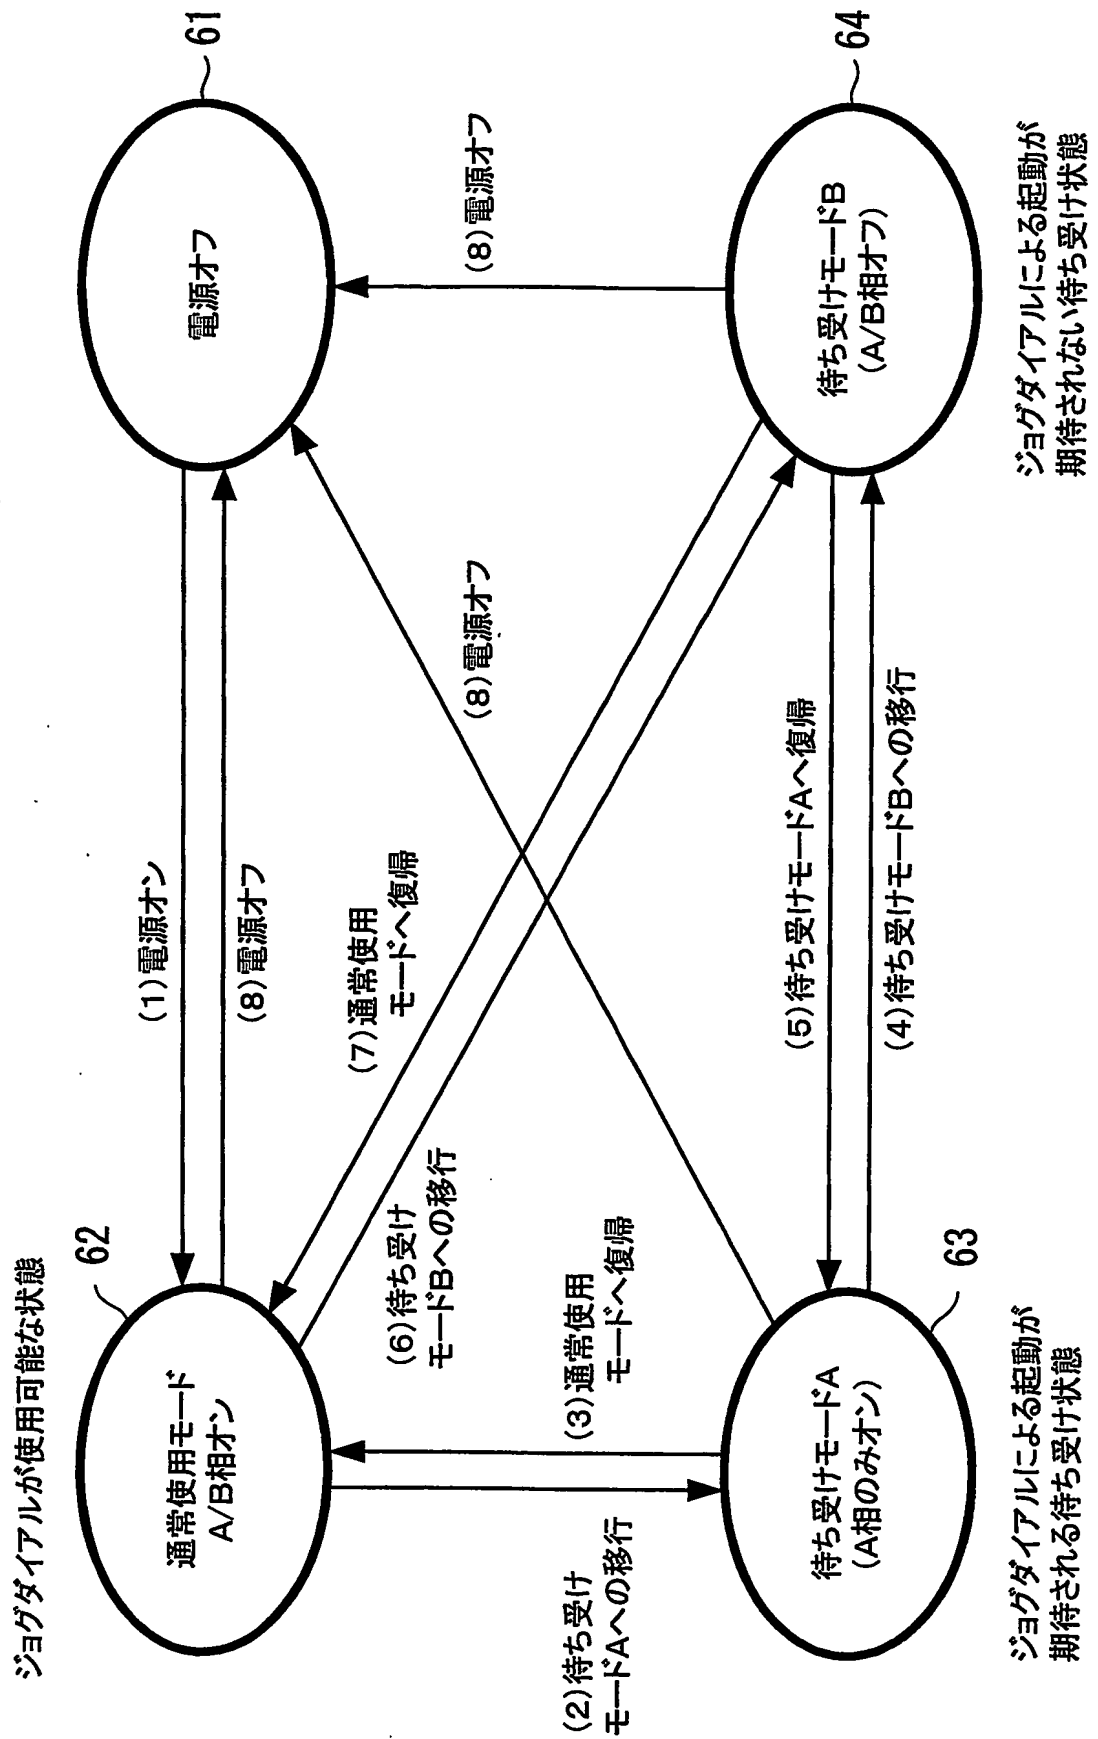 ジョグダイアルが使用可能な状態
62
通常使用モード
A/B相オン
61
電源オフ
(1)電源オン
(8)電源オフ
(7)通常使用
モードへ復帰
(6)待ち受け
モードBへの移行
(8)電源オフ
(8)電源オフ
(2)待ち受け
モードAへの移行
(3)通常使用
モードへ復帰
(5)待ち受けモードAへ復帰
(4)待ち受けモードBへの移行
待ち受けモードA
(A相のみオン)
63
待ち受けモードB
(A/B相オフ)
64
ジョグダイアルによる起動が
期待される待ち受け状態
ジョグダイアルによる起動が
期待されない待ち受け状態